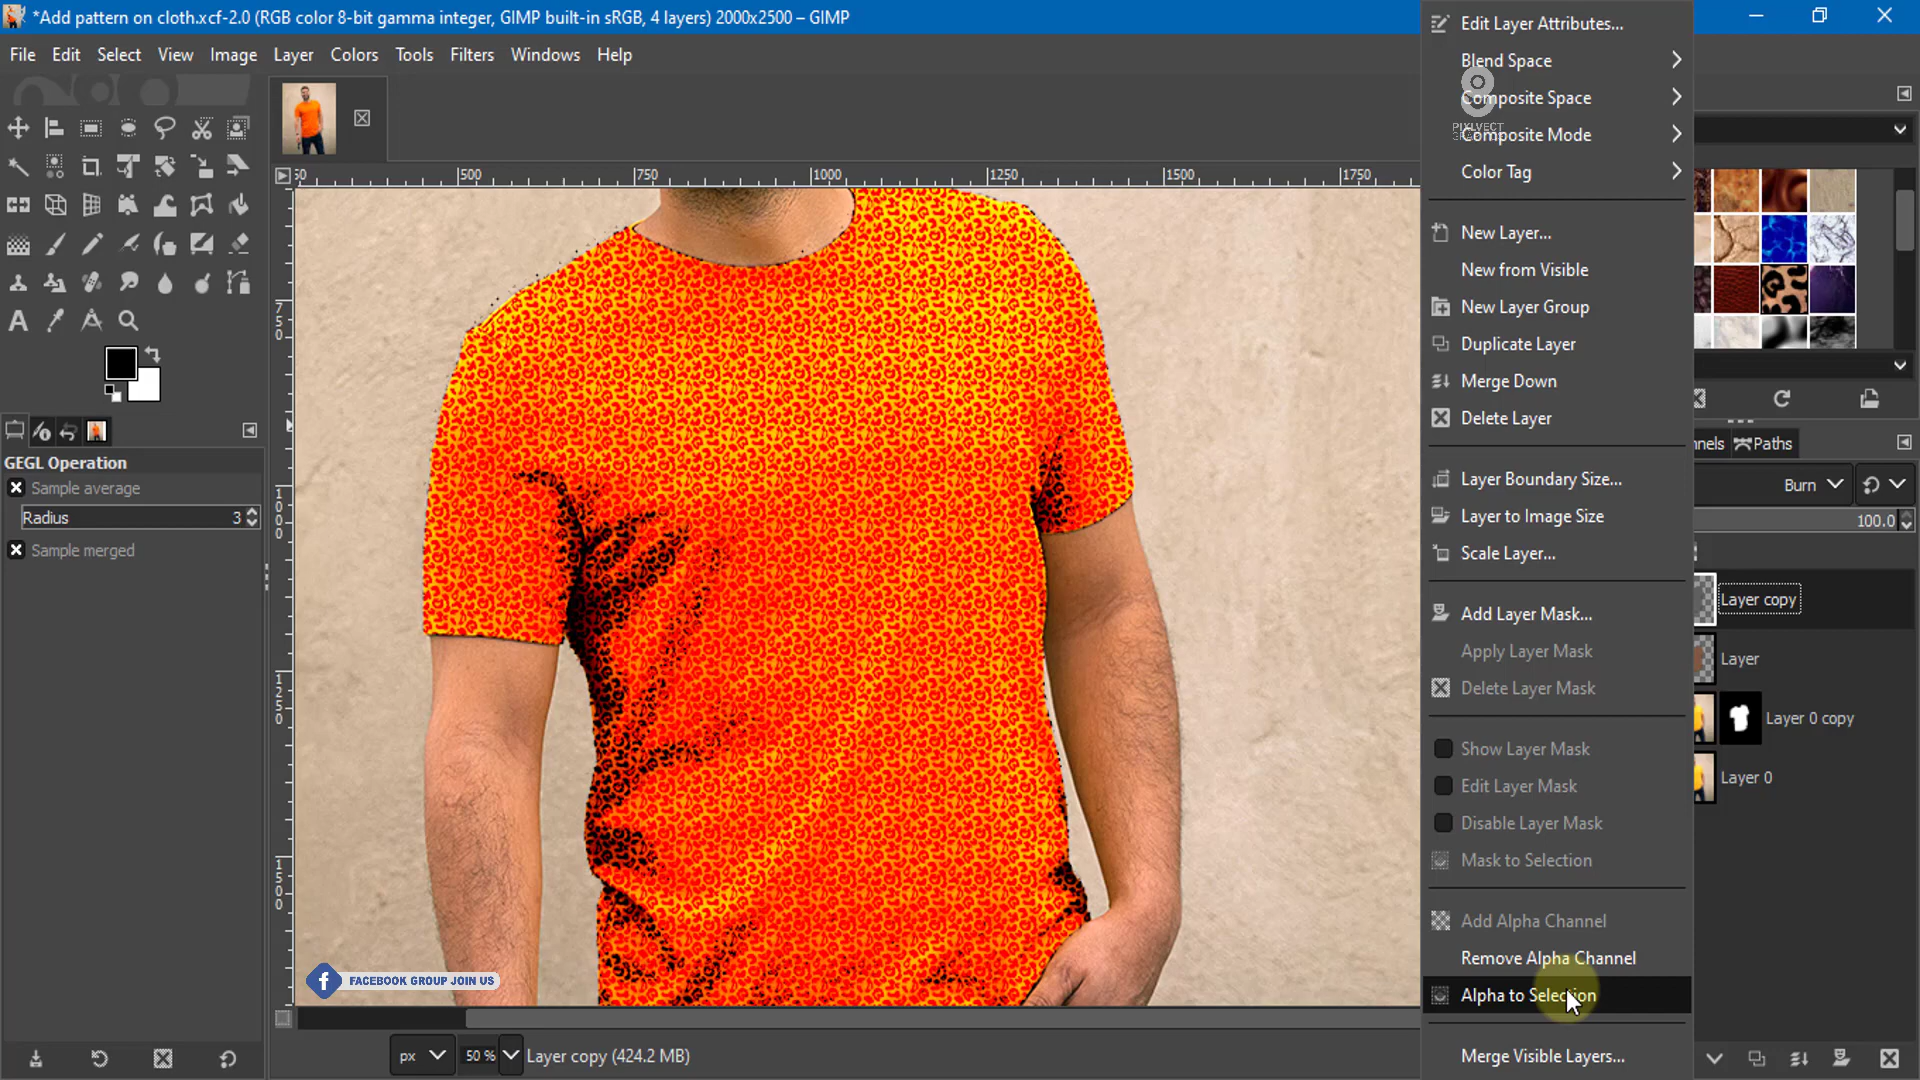 *Add pattern on cloth.xcf-2.0 (RGB color 8-bit gamma integer, GIMP built-in sRGB, 4 layers) 2000x2500 – GIMP
File Edit Select View Image Layer Colors Tools Filters Windows Help
500 750 1000 1250 1500 1750
750
1000
1250
1500
GEGL Operation
Sample average
Radius 3
Sample merged
FACEBOOK GROUP JOIN US
px 50 % Layer copy (424.2 MB)
Edit Layer Attributes...
Blend Space
Composite Space
Composite Mode
Color Tag
PIXLVECT
New Layer...
New from Visible
New Layer Group
Duplicate Layer
Merge Down
Delete Layer
Layer Boundary Size...
Layer to Image Size
Scale Layer...
Add Layer Mask...
Apply Layer Mask
Delete Layer Mask
Show Layer Mask
Edit Layer Mask
Disable Layer Mask
Mask to Selection
Add Alpha Channel
Remove Alpha Channel
Alpha to Selection
Merge Visible Layers...
nnels Paths
Burn
100.0
Layer copy
Layer
Layer 0 copy
Layer 0